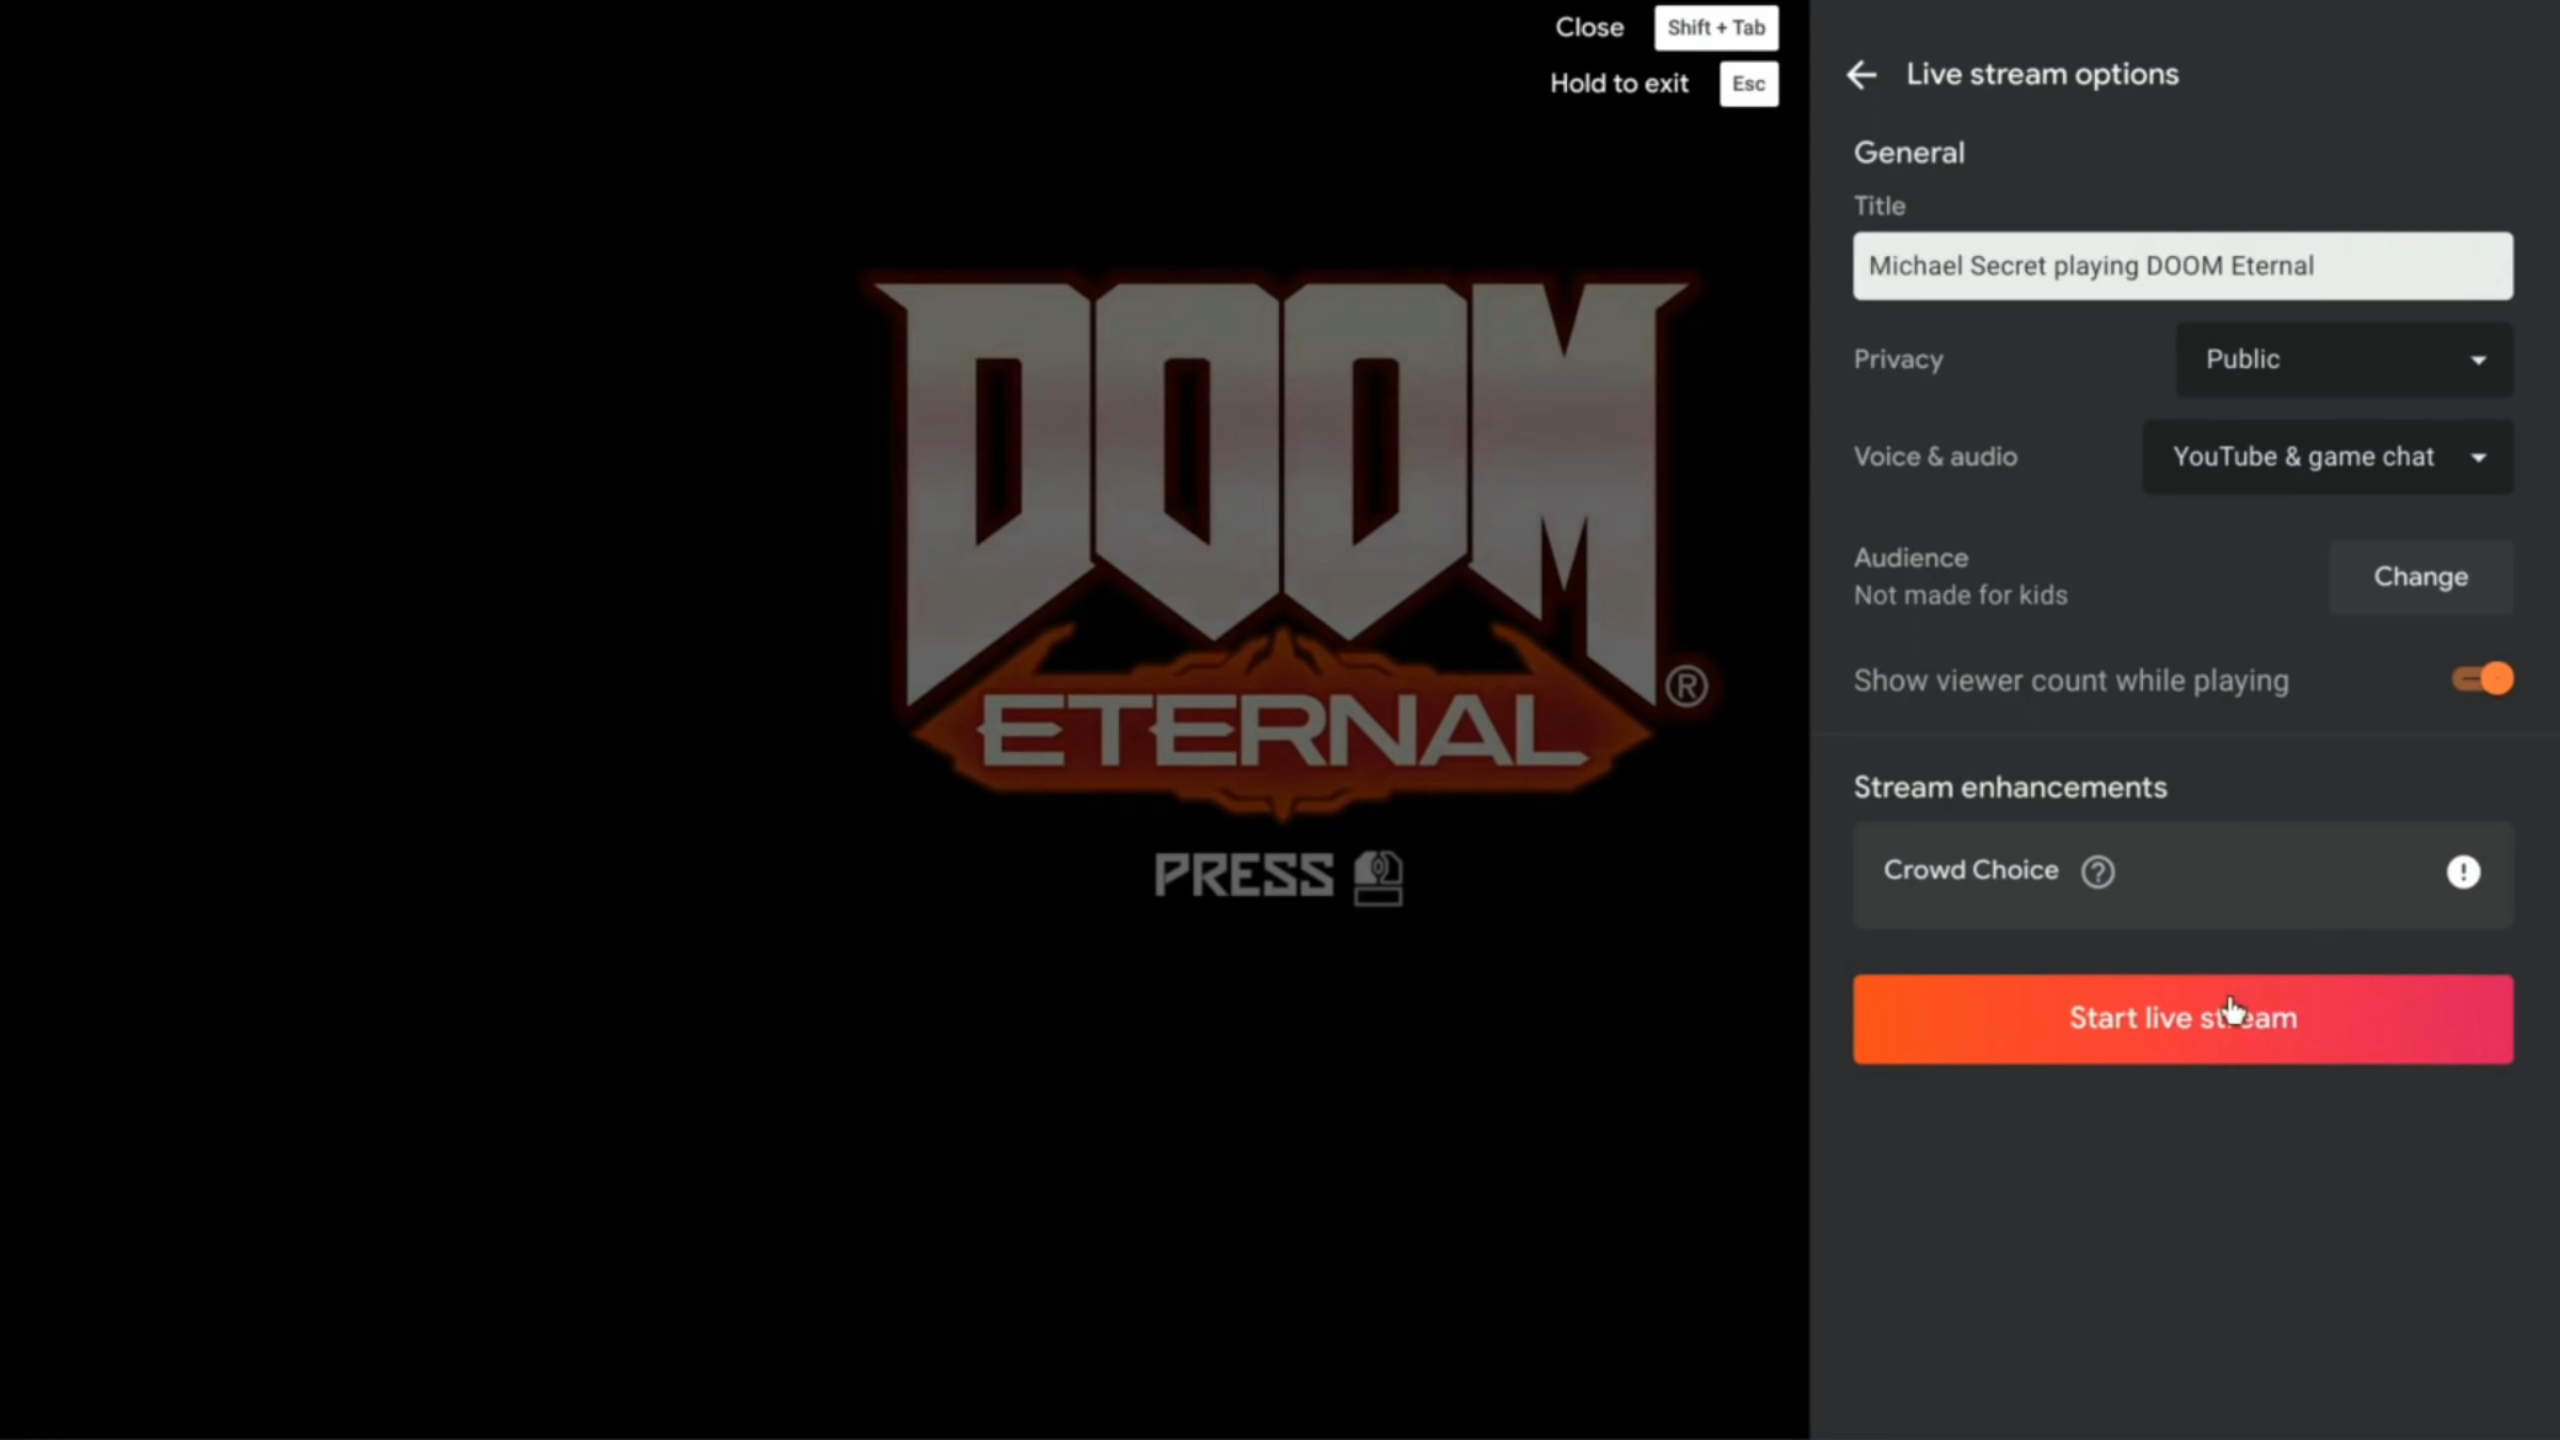 Close Shift + Tab
Hold to exit Esc
DOOM
ETERNAL
®
PRESS
Live stream options
General
Title
Michael Secret playing DOOM Eternal
Privacy Public
Voice & audio YouTube & game chat
Audience
Not made for kids
Change
Show viewer count while playing
Stream enhancements
Crowd Choice
Start live stream